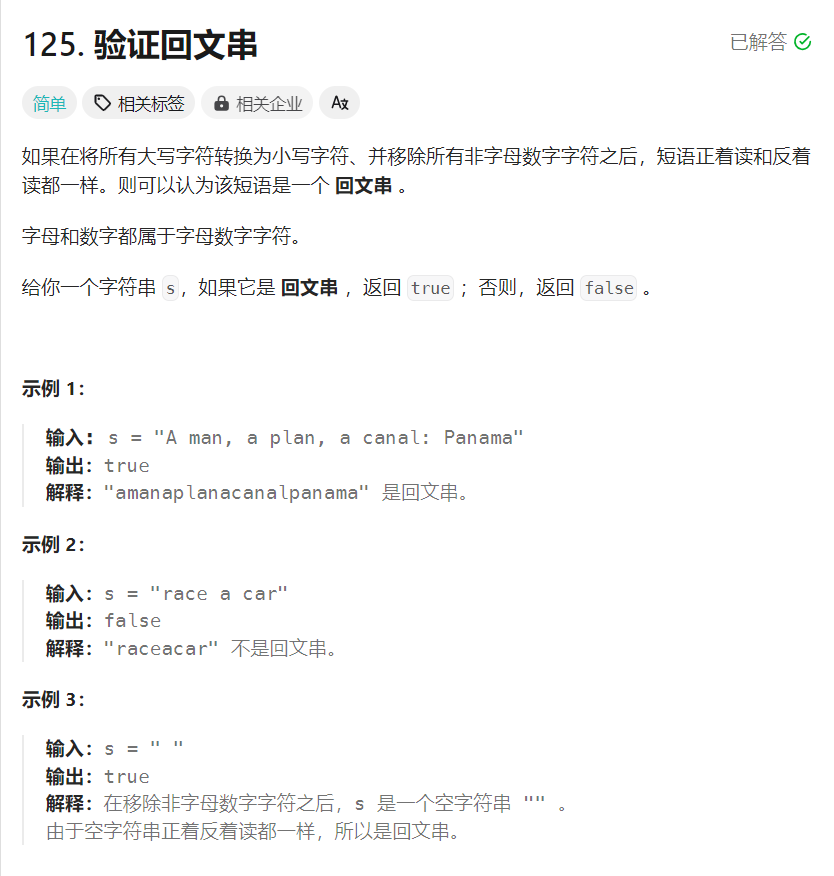 125. 验证回文串
已解答
简单 相关标签 相关企业 Aい
如果在将所有大写字符转换为小写字符、并移除所有非字母数字字符之后，短语正着读和反着
读都一样。则可以认为该短语是一个 回文串 。
字母和数字都属于字母数字字符。
给你一个字符串 s，如果它是 回文串 ，返回 true ；否则，返回 false 。
示例 1：
输入: s = "A man, a plan, a canal: Panama"
输出：true
解释："amanaplanacanalpanama" 是回文串。
示例 2：
输入：s = "race a car"
输出：false
解释："raceacar" 不是回文串。
示例 3：
输入：s = " "
输出：true
解释：在移除非字母数字字符之后，s 是一个空字符串 "" 。
由于空字符串正着反着读都一样，所以是回文串。